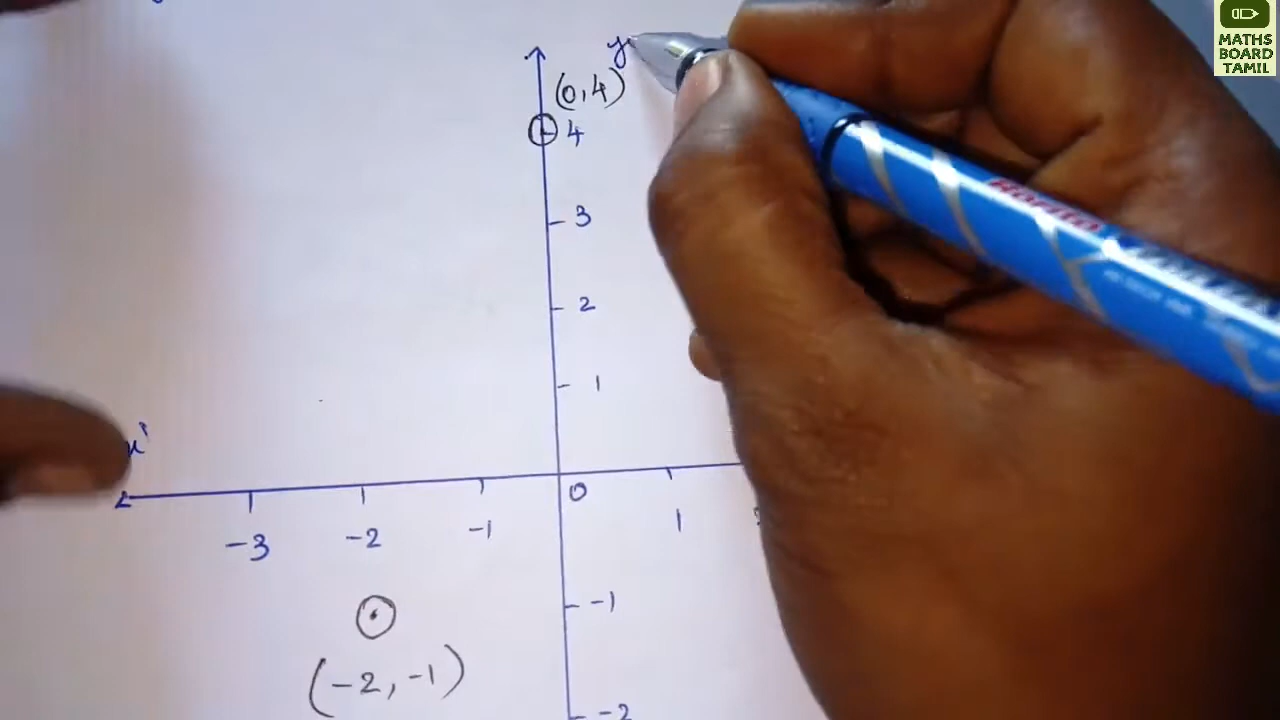 MATHS
BOARD
TAMIL
y
(0,4)
4
3
2
1
x'
0
-3 -2 -1 1
-1
(-2,-1)
-2